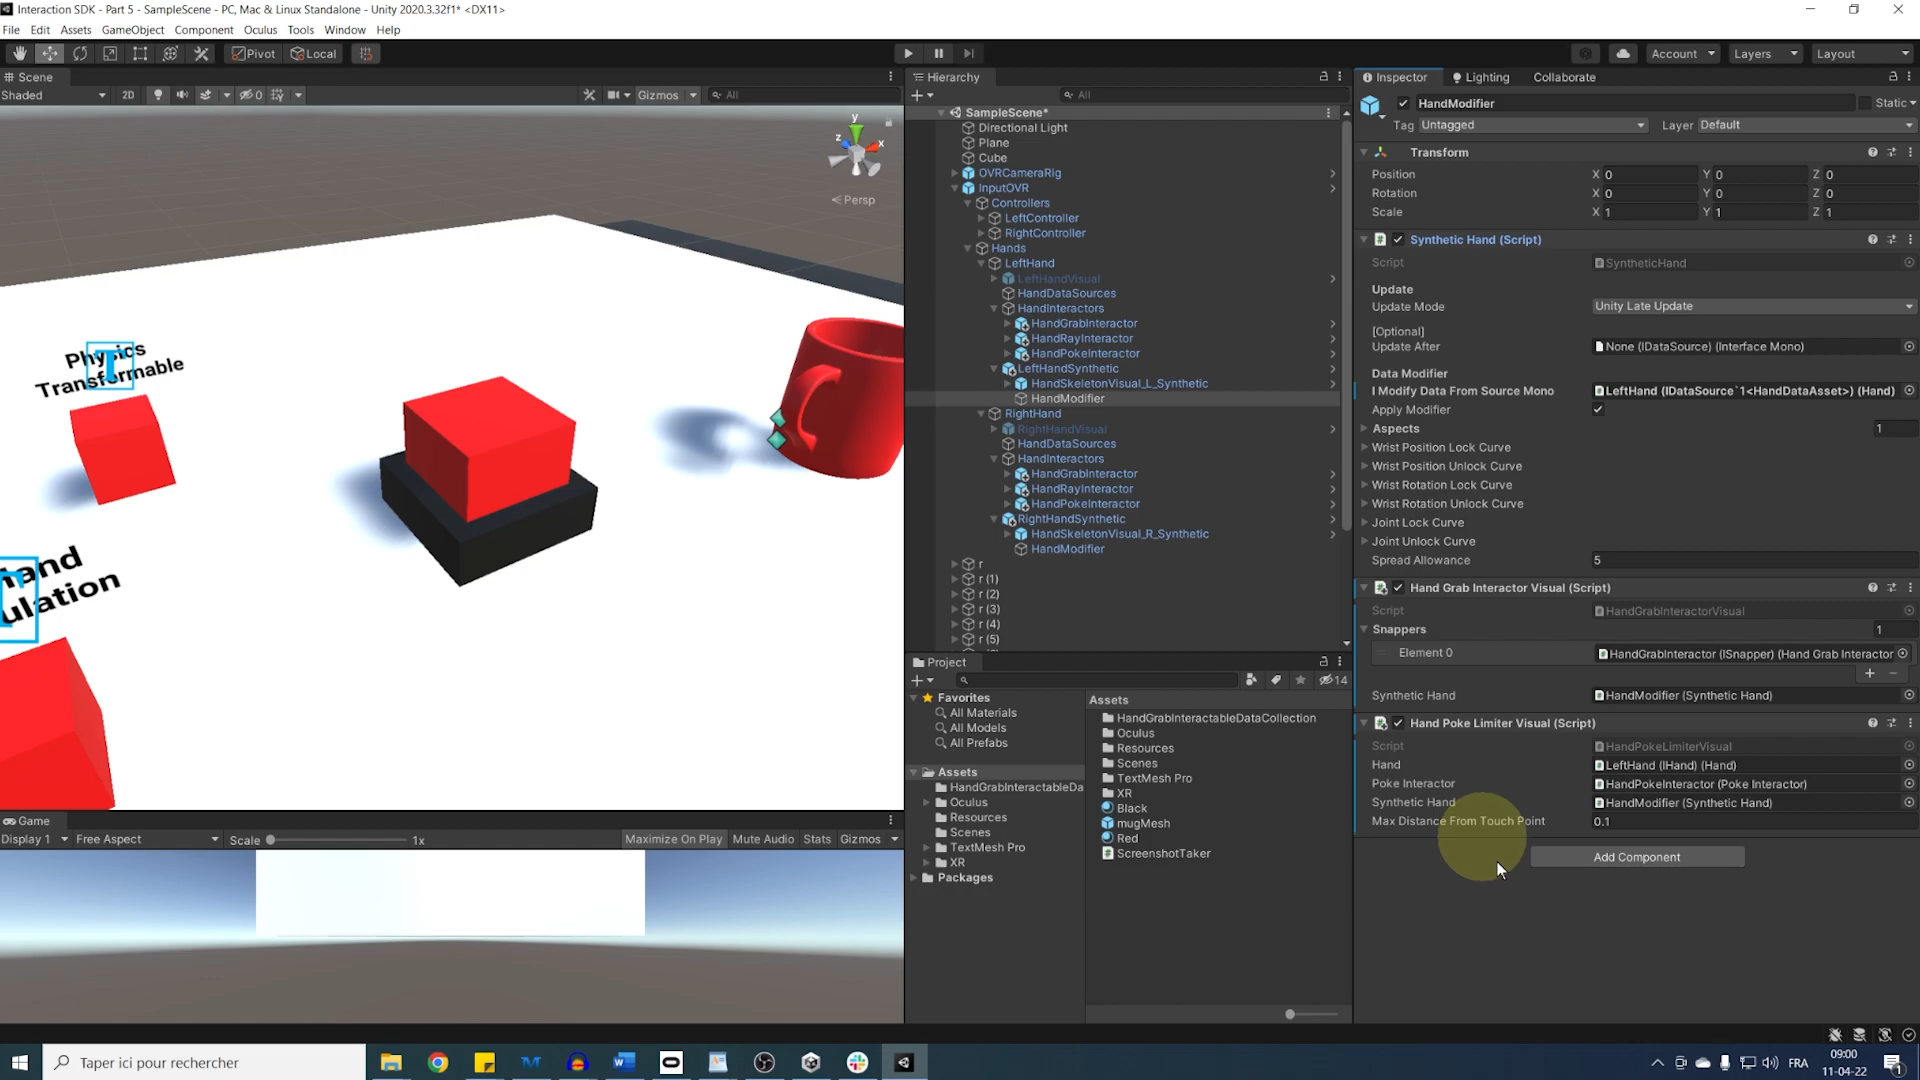 Interaction SDK - Part 5 - SampleScene - PC, Mac & Linux Standalone - Unity 2020.3.32f1* <DX11>
File Edit Assets GameObject Component Oculus Tools Window Help
Pivot Local
Account Layers Layout
Scene
Shaded 2D 0 Gizmos All
y
z x
Persp
Physics
Transformable
Hand
ulation
Game
Display 1 Free Aspect Scale 1x Maximize On Play Mute Audio Stats Gizmos
Hierarchy
All
SampleScene*
Directional Light
Plane
Cube
OVRCameraRig
InputOVR
Controllers
LeftController
RightController
Hands
LeftHand
LeftHandVisual
HandDataSources
HandInteractors
HandGrabInteractor
HandRayInteractor
HandPokeInteractor
LeftHandSynthetic
HandSkeletonVisual_L_Synthetic
HandModifier
RightHand
RightHandVisual
HandDataSources
HandInteractors
HandGrabInteractor
HandRayInteractor
HandPokeInteractor
RightHandSynthetic
HandSkeletonVisual_R_Synthetic
HandModifier
r
r (1)
r (2)
r (3)
r (4)
r (5)
Project
14
Favorites
All Materials
All Models
All Prefabs
Assets
HandGrabInteractableDa
Oculus
Resources
Scenes
TextMesh Pro
XR
Packages
Assets
HandGrabInteractableDataCollection
Oculus
Resources
Scenes
TextMesh Pro
XR
Black
mugMesh
Red
ScreenshotTaker
Inspector Lighting Collaborate
HandModifier Static
Tag Untagged Layer Default
Transform
Position X 0 Y 0 Z 0
Rotation X 0 Y 0 Z 0
Scale X 1 Y 1 Z 1
Synthetic Hand (Script)
Script SyntheticHand
Update
Update Mode Unity Late Update
[Optional]
Update After None (IDataSource) (Interface Mono)
Data Modifier
I Modify Data From Source Mono LeftHand (IDataSource`1<HandDataAsset>) (Hand)
Apply Modifier
Aspects 1
Wrist Position Lock Curve
Wrist Position Unlock Curve
Wrist Rotation Lock Curve
Wrist Rotation Unlock Curve
Joint Lock Curve
Joint Unlock Curve
Spread Allowance 5
Hand Grab Interactor Visual (Script)
Script HandGrabInteractorVisual
Snappers 1
Element 0 HandGrabInteractor (ISnapper) (Hand Grab Interactor
Synthetic Hand HandModifier (Synthetic Hand)
Hand Poke Limiter Visual (Script)
Script HandPokeLimiterVisual
Hand LeftHand (IHand) (Hand)
Poke Interactor HandPokeInteractor (Poke Interactor)
Synthetic Hand HandModifier (Synthetic Hand)
Max Distance From Touch Point 0.1
Add Component
Taper ici pour rechercher
FRA
09:00
11-04-22
1